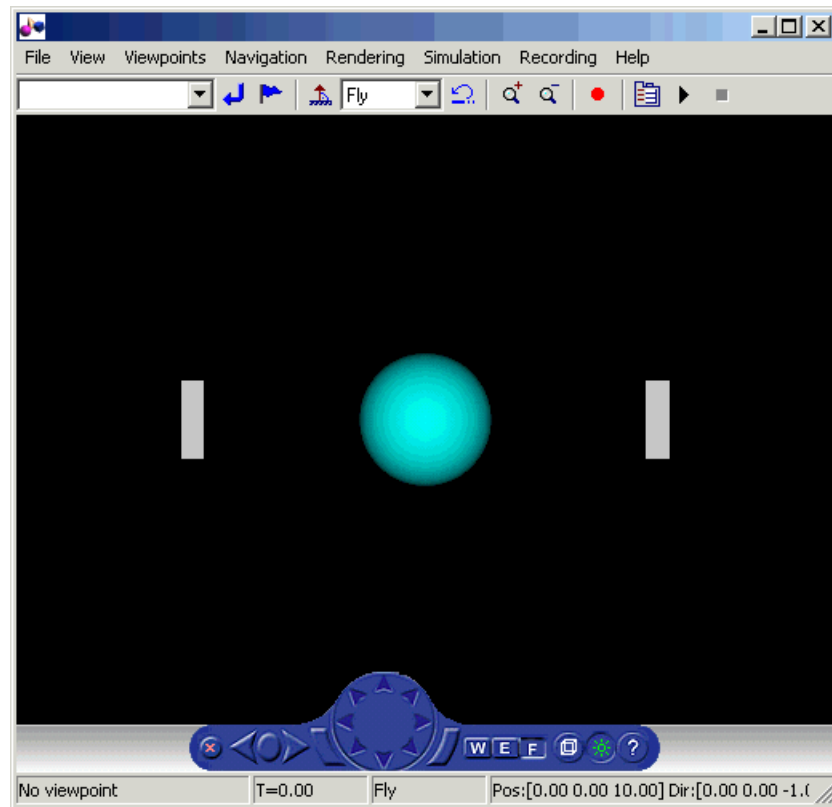 File View Viewpoints Navigation Rendering Simulation Recording Help
Fly
W E F ?
No viewpoint T=0.00 Fly Pos:[0.00 0.00 10.00] Dir:[0.00 0.00 -1.(